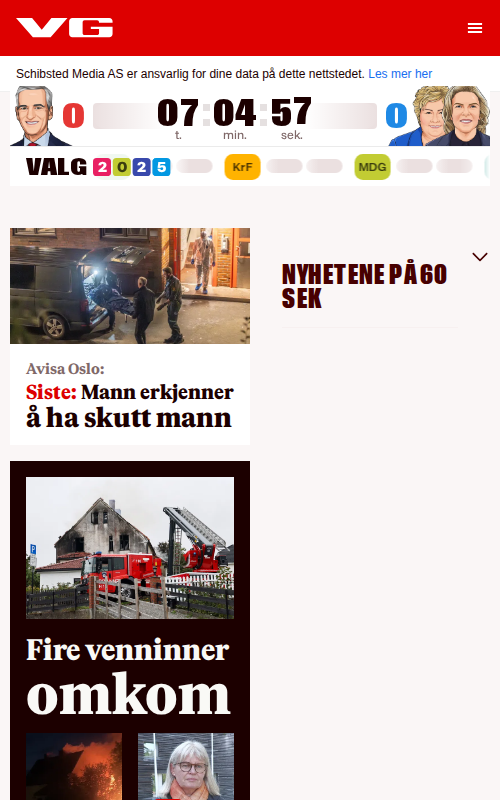 VG
Schibsted Media AS er ansvarlig for dine data på dette nettstedet. Les mer her
0 07:04:57 0
t. min. sek.
VALG 2025 KrF MDG
NYHETENE PÅ 60
SEK
Avisa Oslo:
Siste: Mann erkjenner
å ha skutt mann
Fire venninner
omkom